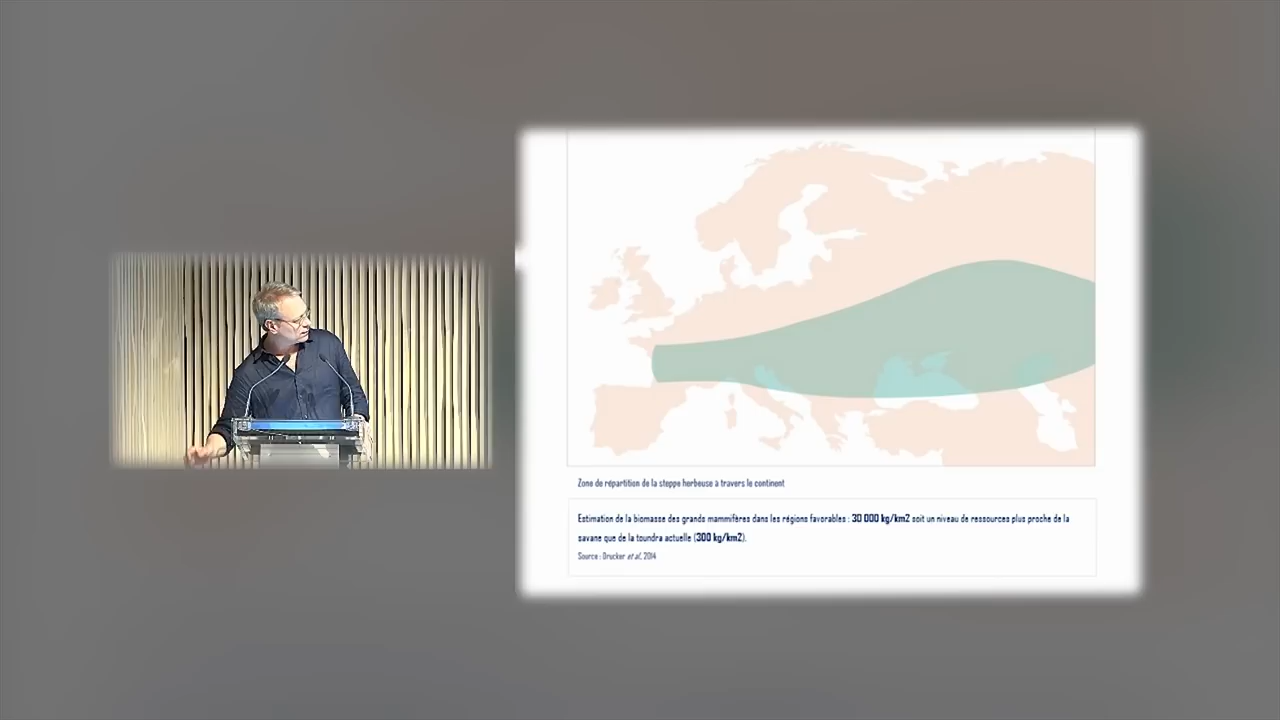 Zone de répartition de la steppe herbeuse à travers le continent
Estimation de la biomasse des grands mammifères dans les régions favorables : 30 000 kg/km2 soit un niveau de ressources plus proche de la
savane que de la toundra actuelle (300 kg/km2).
Source : Drucker et al., 2014